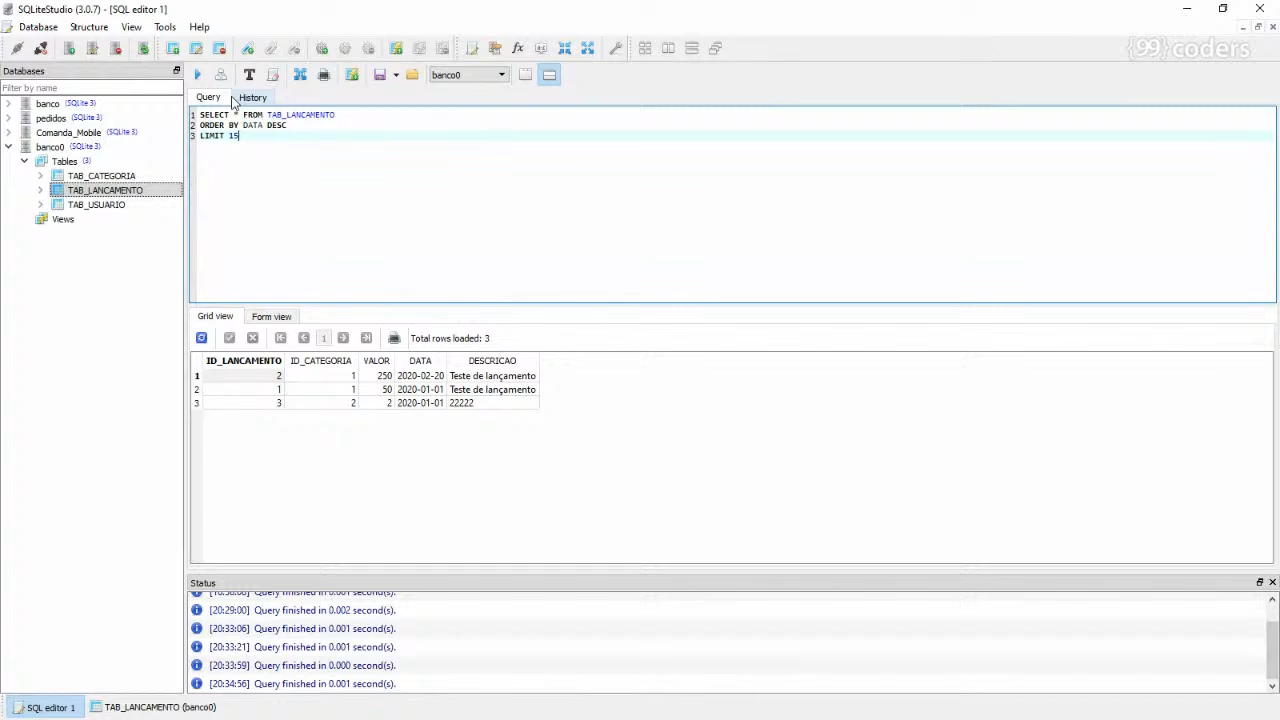 SQLiteStudio (3.0.7) - [SQL editor 1]
Database Structure View Tools Help
{99} coders
Databases
Filter by name
banco (SQLite 3)
pedidos (SQLite 3)
Comanda_Mobile (SQLite 3)
banco0 (SQLite 3)
Tables (3)
TAB_CATEGORIA
TAB_LANCAMENTO
TAB_USUARIO
Views
banco0
Query History
1 SELECT * FROM TAB_LANCAMENTO
2 ORDER BY DATA DESC
3 LIMIT 15
Grid view Form view
1 Total rows loaded: 3
ID_LANCAMENTO ID_CATEGORIA VALOR DATA DESCRICAO
1 2 1 250 2020-02-20 Teste de lançamento
2 1 1 50 2020-01-01 Teste de lançamento
3 3 2 2 2020-01-01 22222
Status
[20:29:00] Query finished in 0.002 second(s).
[20:33:06] Query finished in 0.001 second(s).
[20:33:21] Query finished in 0.001 second(s).
[20:33:59] Query finished in 0.000 second(s).
[20:34:56] Query finished in 0.001 second(s).
SQL editor 1 TAB_LANCAMENTO (banco0)